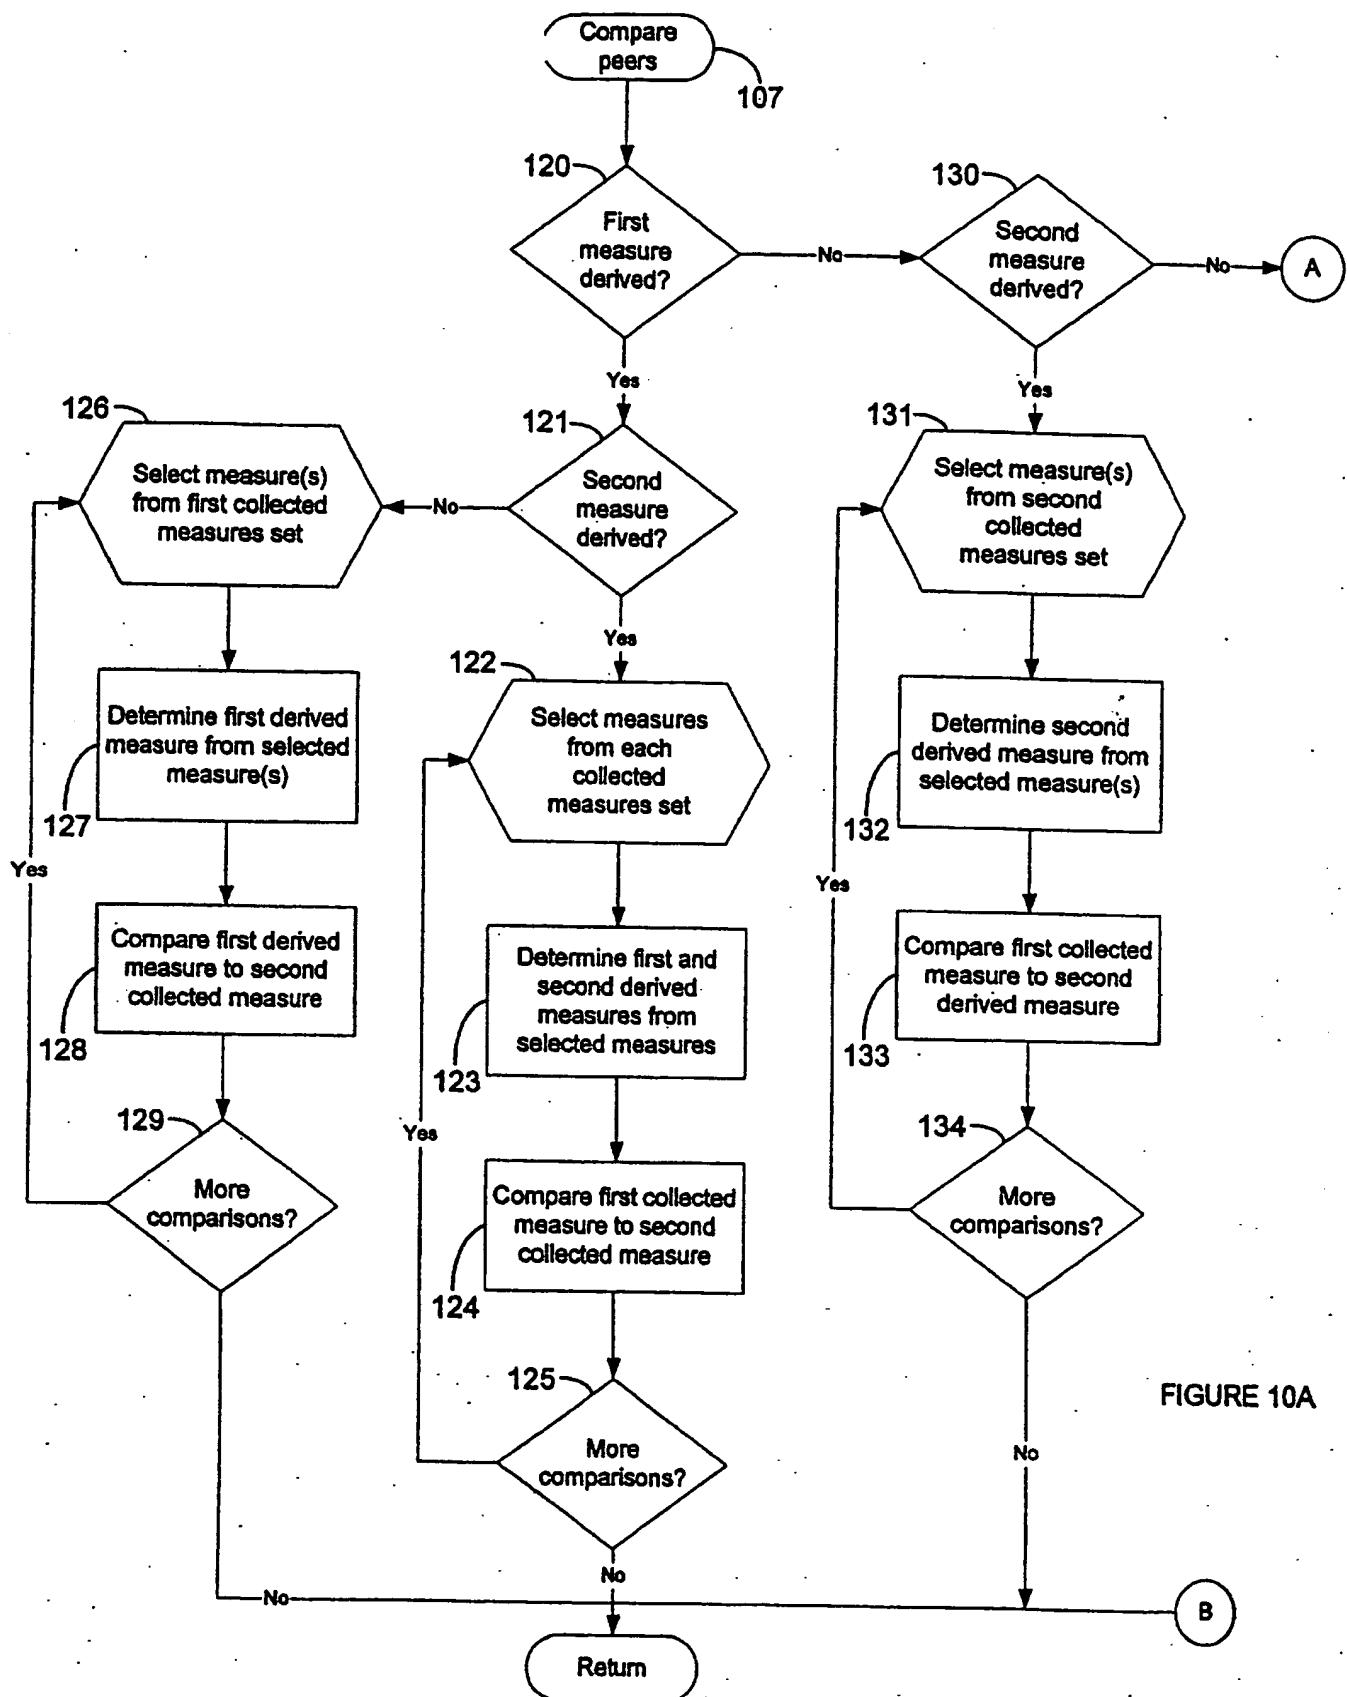 Compare
peers
107
120
First
measure
derived?
No
130
Second
measure
derived?
No
A
Yes
Yes
126
Select measure(s)
from first collected
measures set
No
121
Second
measure
derived?
131
Select measure(s)
from second
collected
measures set
Yes
127
Determine first derived
measure from selected
measure(s)
122
Select measures
from each
collected
measures set
132
Determine second
derived measure from
selected measure(s)
Yes
Yes
128
Compare first derived
measure to second
collected measure
123
Determine first and
second derived
measures from
selected measures
133
Compare first collected
measure to second
derived measure
129
More
comparisons?
Yes
124
Compare first collected
measure to second
collected measure
134
More
comparisons?
125
More
comparisons?
FIGURE 10A
No
No
No
B
Return